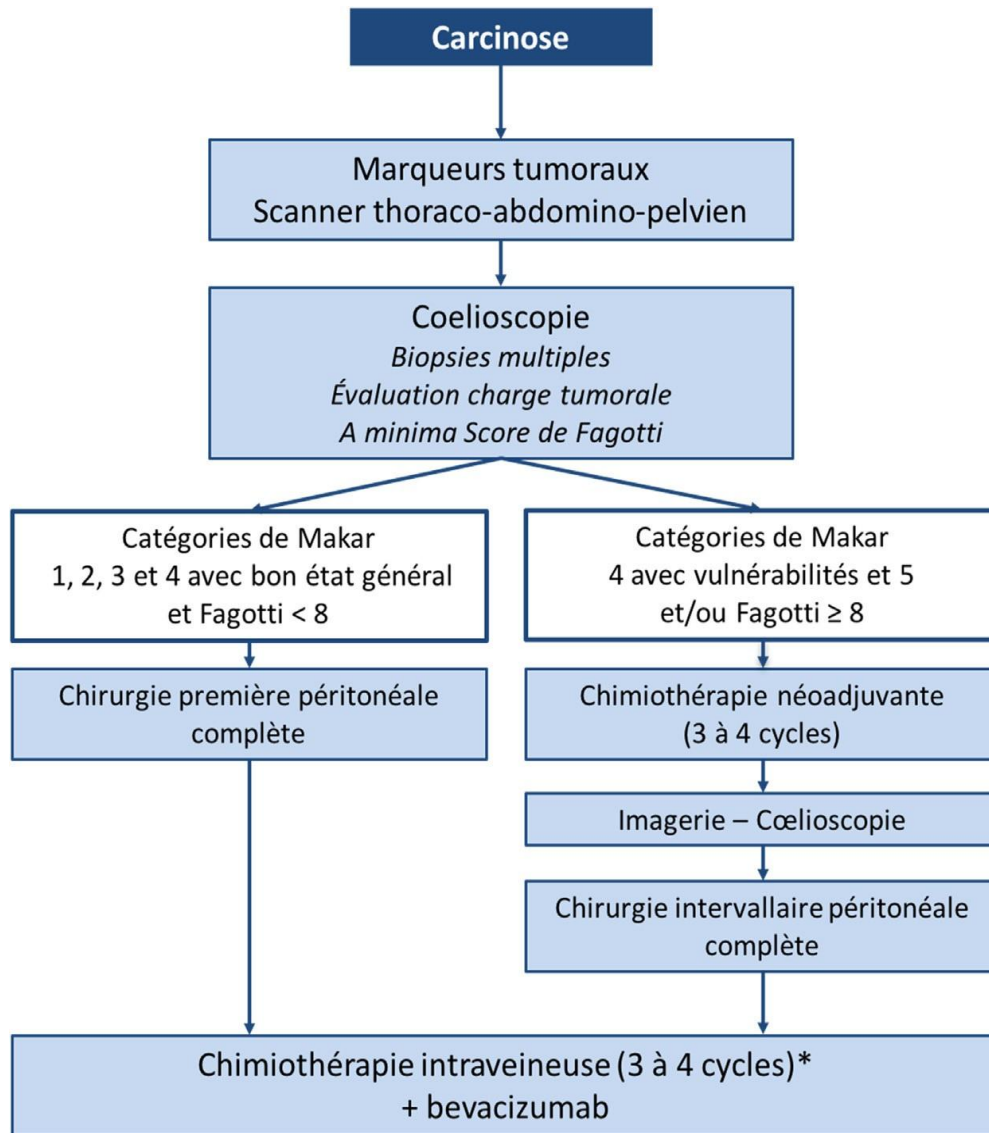 Carcinose
Marqueurs tumoraux
Scanner thoraco-abdomino-pelvien
Coelioscopie
Biopsies multiples
Évaluation charge tumorale
A minima Score de Fagotti
Catégories de Makar
1, 2, 3 et 4 avec bon état général
et Fagotti < 8
Catégories de Makar
4 avec vulnérabilités et 5
et/ou Fagotti ≥ 8
Chirurgie première péritonéale
complète
Chimiothérapie néoadjuvante
(3 à 4 cycles)
Imagerie – Cœlioscopie
Chirurgie intervallaire péritonéale
complète
Chimiothérapie intraveineuse (3 à 4 cycles)*
+ bevacizumab